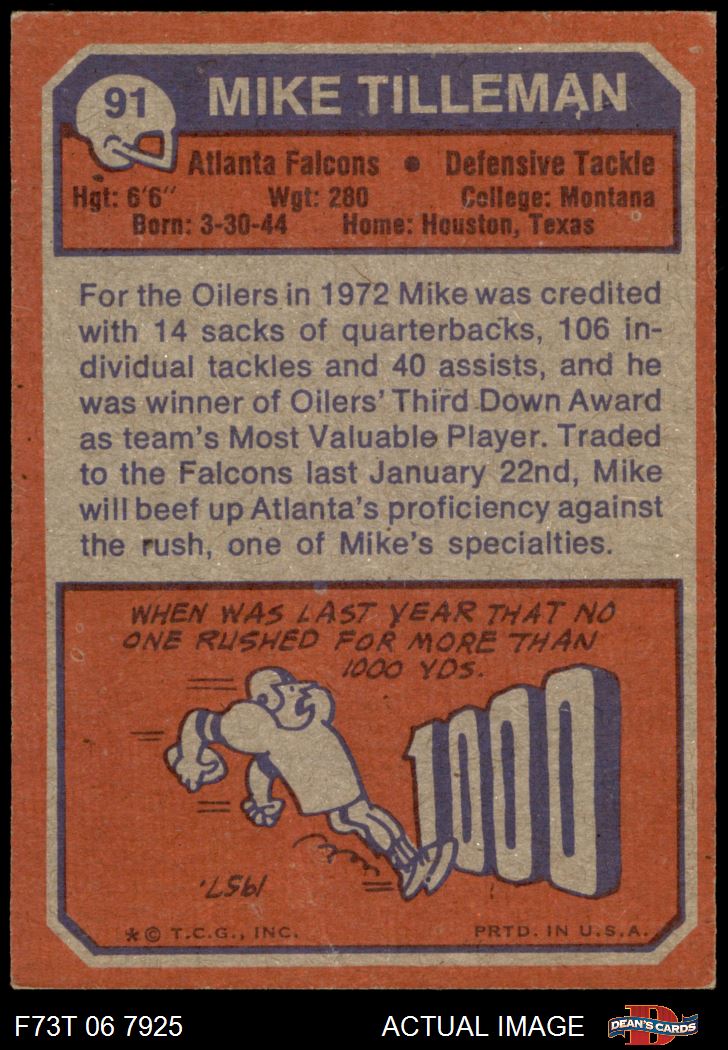 91
MIKE TILLEMAN
Atlanta Falcons • Defensive Tackle
Hgt: 6'6" Wgt: 280 College: Montana
Born: 3-30-44 Home: Houston, Texas
For the Oilers in 1972 Mike was credited
with 14 sacks of quarterbacks, 106 in-
dividual tackles and 40 assists, and he
was winner of Oilers' Third Down Award
as team's Most Valuable Player. Traded
to the Falcons last January 22nd, Mike
will beef up Atlanta's proficiency against
the rush, one of Mike's specialties.
WHEN WAS LAST YEAR THAT NO
ONE RUSHED FOR MORE THAN
1000 YDS.
1000
1957.
* © T.C.G., INC. PRTD. IN U.S.A.
F73T 06 7925 ACTUAL IMAGE D DEAN'S CARDS